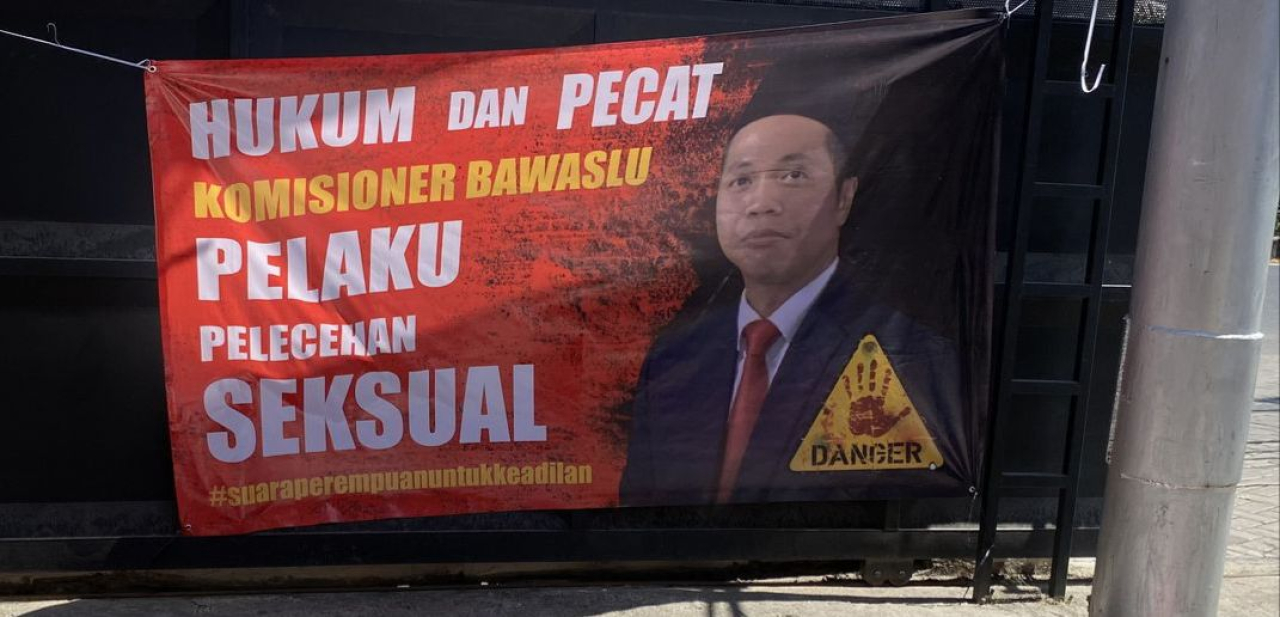 HUKUM DAN PECAT
KOMISIONER BAWASLU
PELAKU
PELECEHAN
SEKSUAL
#suaraperempuanuntukkeadilan
DANGER